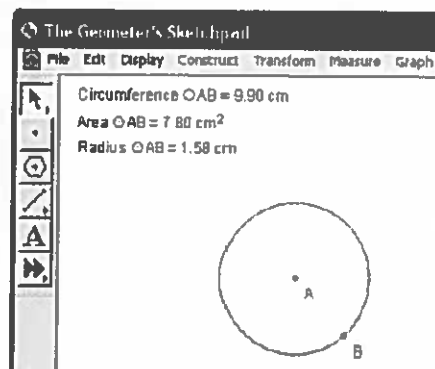 The Geometer's Sketchpad
File Edit Display Construct Transform Measure Graph
Circumference ⊙AB = 9.90 cm
Area ⊙AB = 7.80 cm²
Radius ⊙AB = 1.58 cm
A
A
B